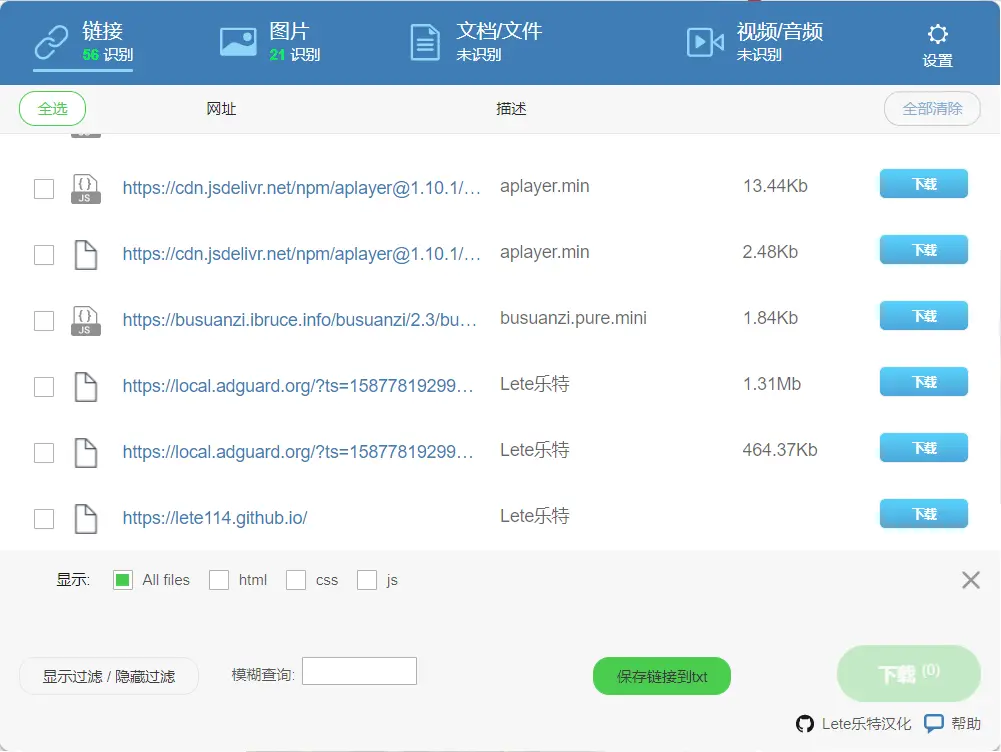 链接
56 识别
图片
21 识别
文档/文件
未识别
视频/音频
未识别
设置
全选
网址
描述
全部清除
JS
https://cdn.jsdelivr.net/npm/aplayer@1.10.1/… aplayer.min 13.44Kb 下载
https://cdn.jsdelivr.net/npm/aplayer@1.10.1/… aplayer.min 2.48Kb 下载
{} JS https://busuanzi.ibruce.info/busuanzi/2.3/bu… busuanzi.pure.mini 1.84Kb 下载
https://local.adguard.org/?ts=15877819299… Lete乐特 1.31Mb 下载
https://local.adguard.org/?ts=15877819299… Lete乐特 464.37Kb 下载
https://lete114.github.io/ Lete乐特 下载
显示: All files html css js
显示过滤 / 隐藏过滤 模糊查询: 保存链接到txt 下载 (0)
Lete乐特汉化 帮助